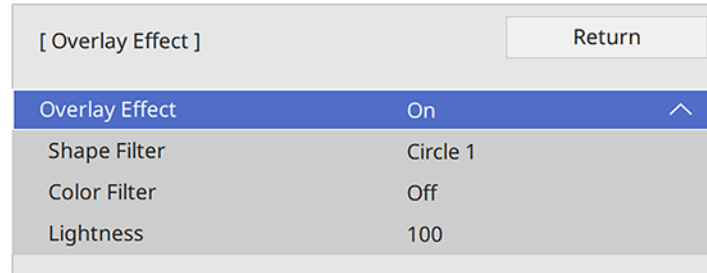 [ Overlay Effect ] Return
Overlay Effect On
Shape Filter Circle 1
Color Filter Off
Lightness 100